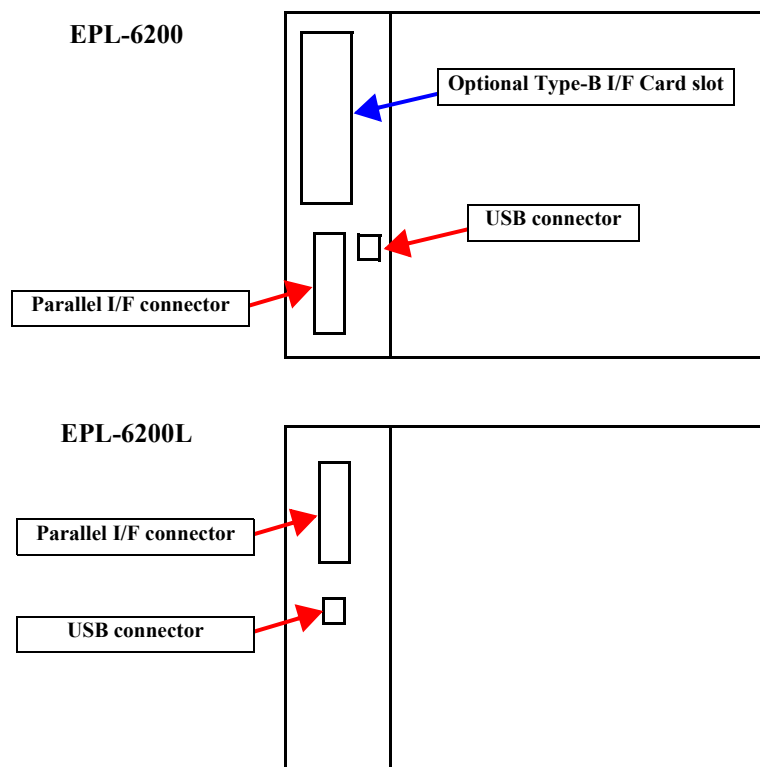 EPL-6200
Optional Type-B I/F Card slot
USB connector
Parallel I/F connector
EPL-6200L
Parallel I/F connector
USB connector